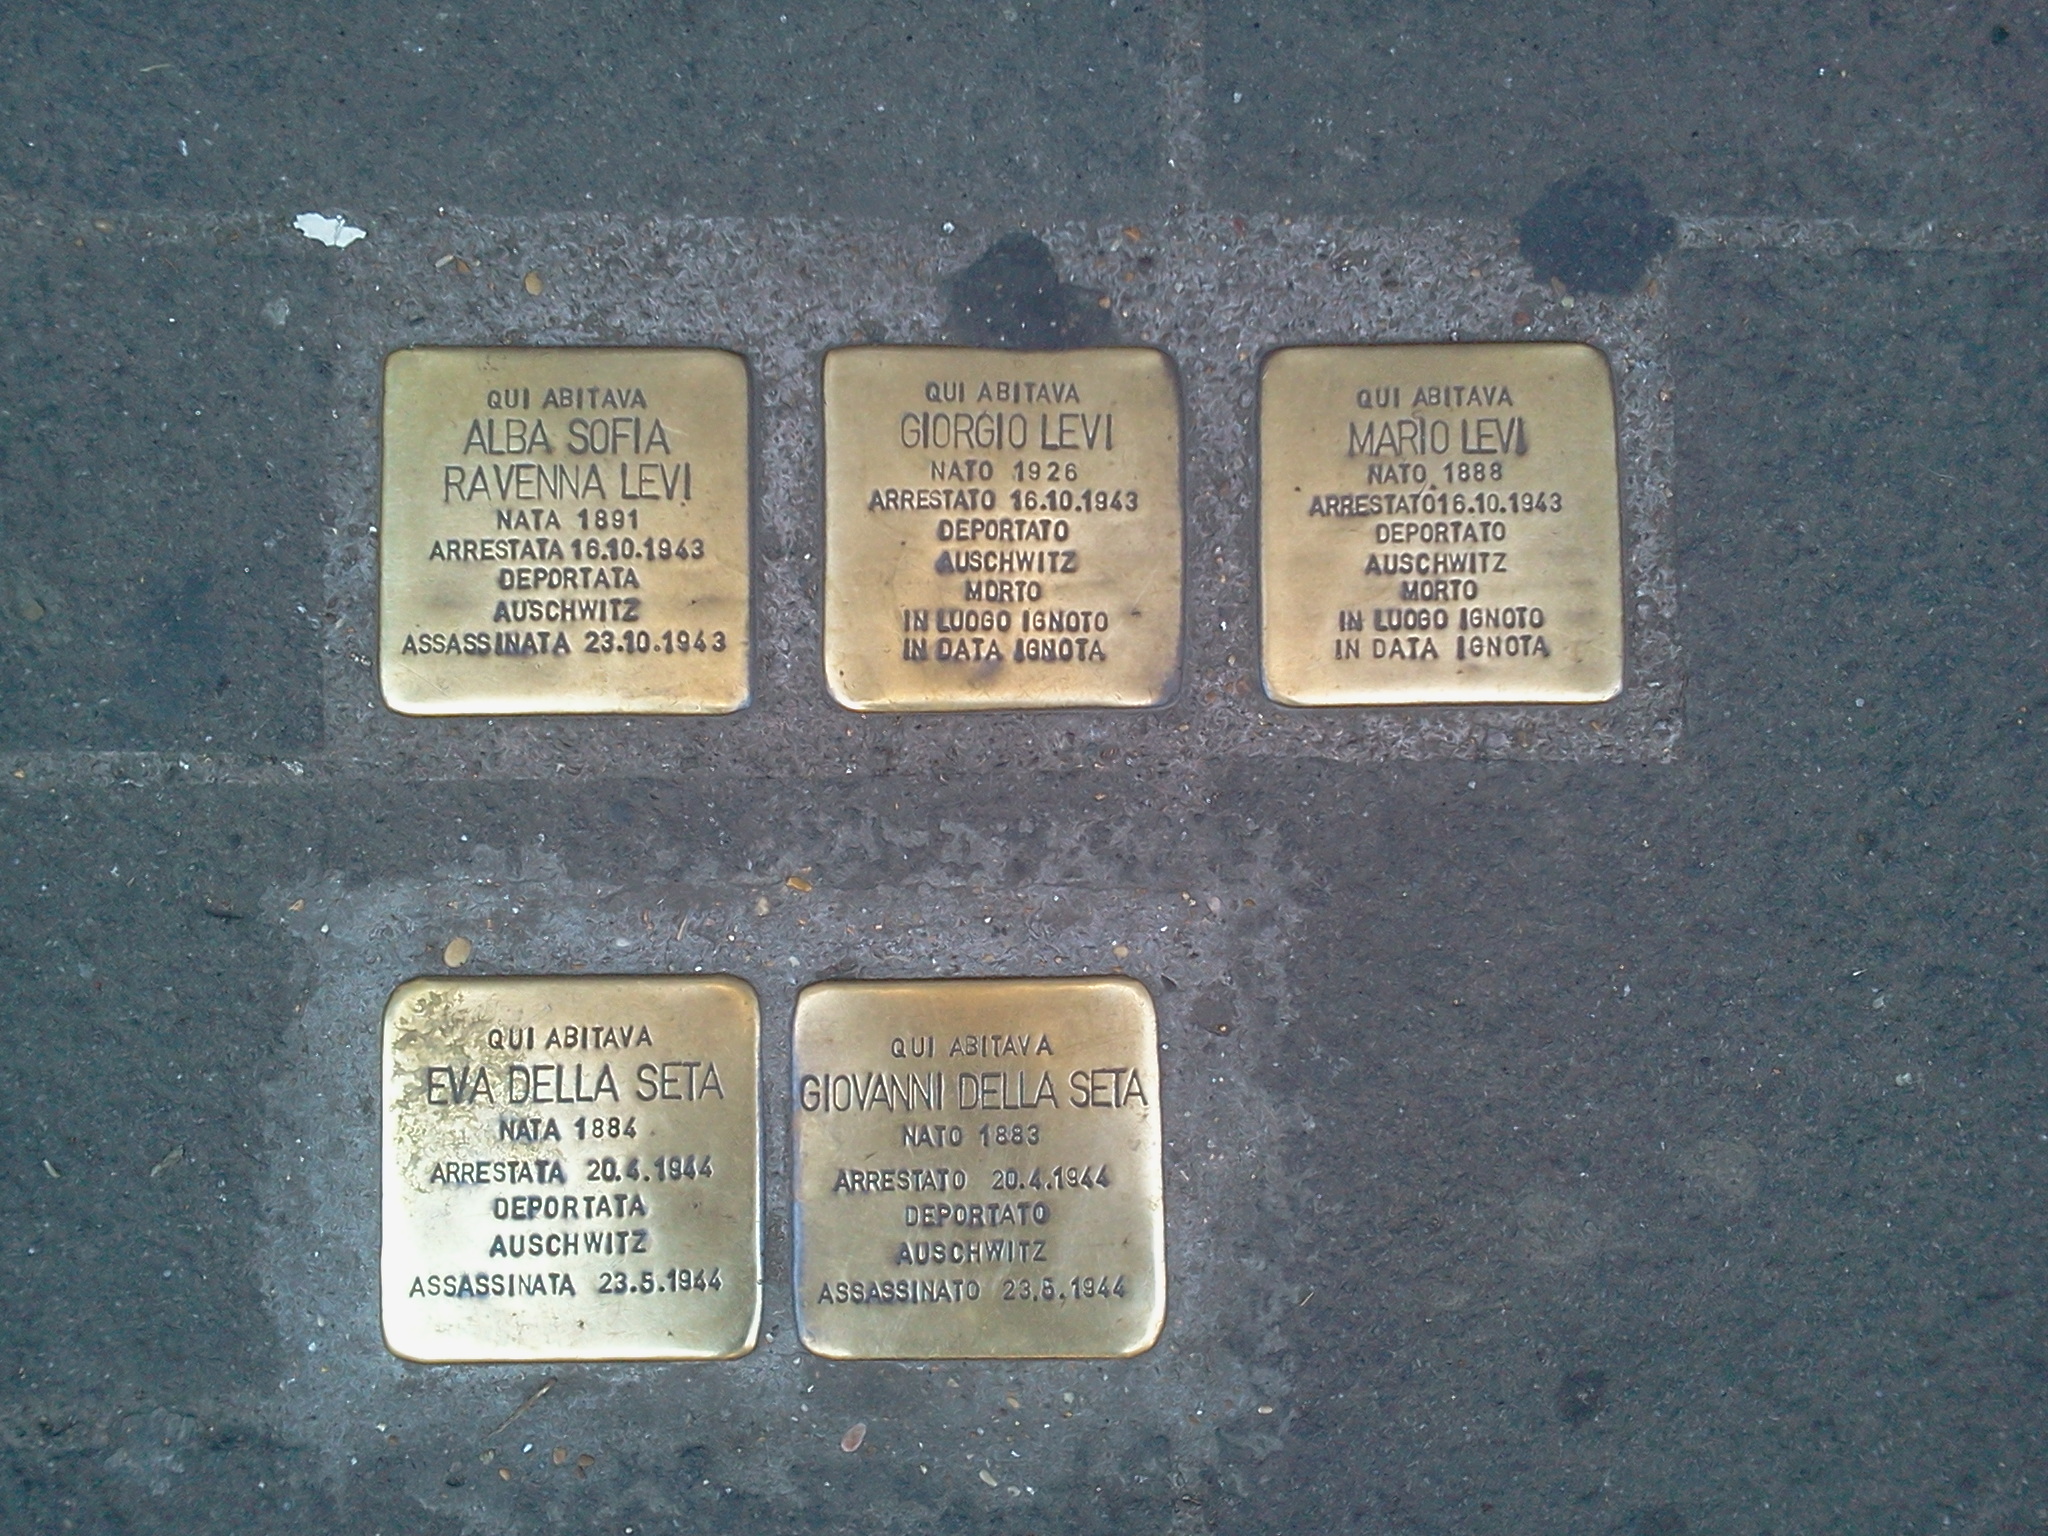 QUI ABITAVA
ALBA SOFIA
RAVENNA LEVI
NATA 1891
ARRESTATA 16.10.1943
DEPORTATA
AUSCHWITZ
ASSASSINATA 23.10.1943
QUI ABITAVA
GIORGIO LEVI
NATO 1926
ARRESTATO 16.10.1943
DEPORTATO
AUSCHWITZ
MORTO
IN LUOGO IGNOTO
IN DATA IGNOTA
QUI ABITAVA
MARIO LEVI
NATO 1888
ARRESTATO 16.10.1943
DEPORTATO
AUSCHWITZ
MORTO
IN LUOGO IGNOTO
IN DATA IGNOTA
QUI ABITAVA
EVA DELLA SETA
NATA 1884
ARRESTATA 20.4.1944
DEPORTATA
AUSCHWITZ
ASSASSINATA 23.5.1944
QUI ABITAVA
GIOVANNI DELLA SETA
NATO 1883
ARRESTATO 20.4.1944
DEPORTATO
AUSCHWITZ
ASSASSINATO 23.5.1944